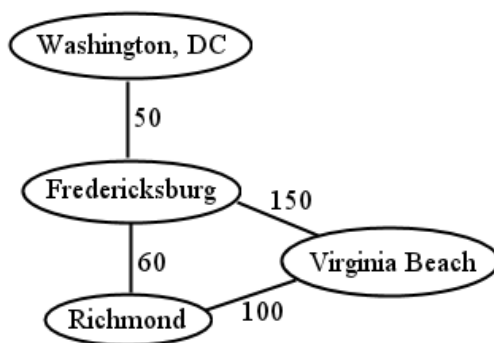 Washington, DC
50
Fredericksburg
150
60
Virginia Beach
100
Richmond